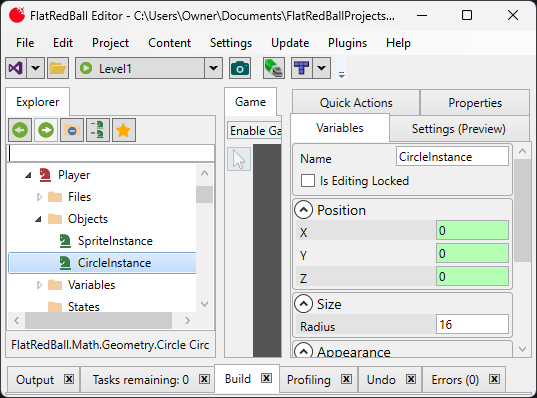 FlatRedBall Editor - C:\Users\Owner\Documents\FlatRedBallProjects...
File Edit Project Content Settings Update Plugins Help
Level1
Explorer
Player
Files
Objects
SpriteInstance
CircleInstance
Variables
States
FlatRedBall.Math.Geometry.Circle Circ
Game
Enable Ga
Quick Actions Properties
Variables Settings (Preview)
Name CircleInstance
Is Editing Locked
Position
X 0
Y 0
Z 0
Size
Radius 16
Appearance
Output Tasks remaining: 0 Build Profiling Undo Errors (0)